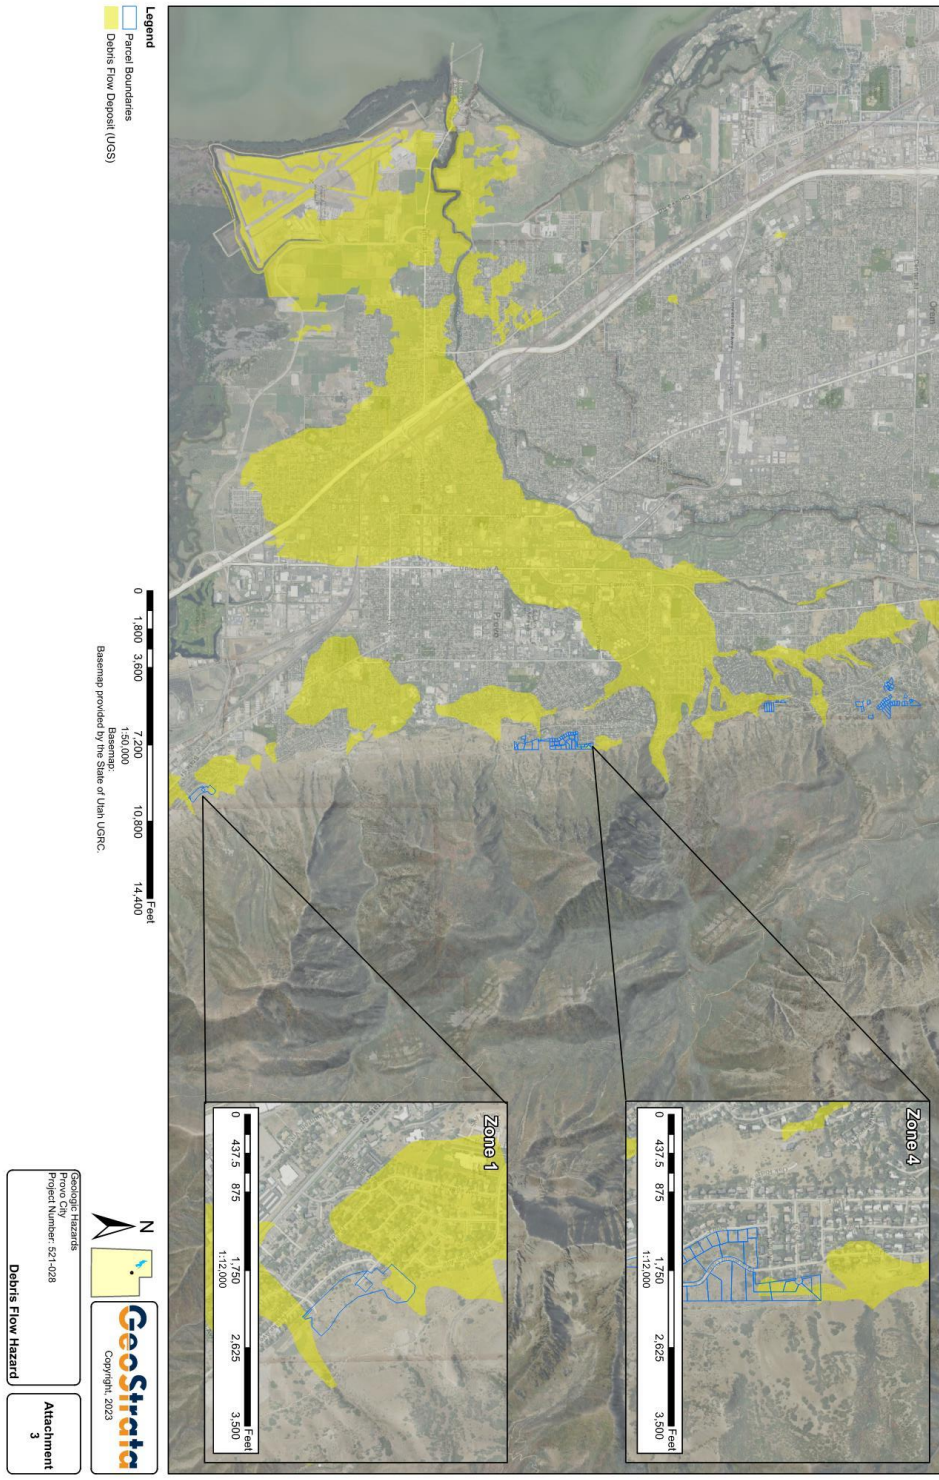 Legend
Parcel Boundaries
Debris Flow Deposit (UGS)
Orem
Provo
Zone 4
0 437.5 875 1,750 2,625 3,500
Feet
1:12,000
Zone 1
0 437.5 875 1,750 2,625 3,500
Feet
1:12,000
0 1,800 3,600 7,200 10,800 14,400
Feet
1:50,000
Basemap:
Basemap provided by the State of Utah UGRC.
N
GeoStrata
Copyright, 2023
Geologic Hazards
Provo City
Project Number: 521-028
Debris Flow Hazard
Attachment
3